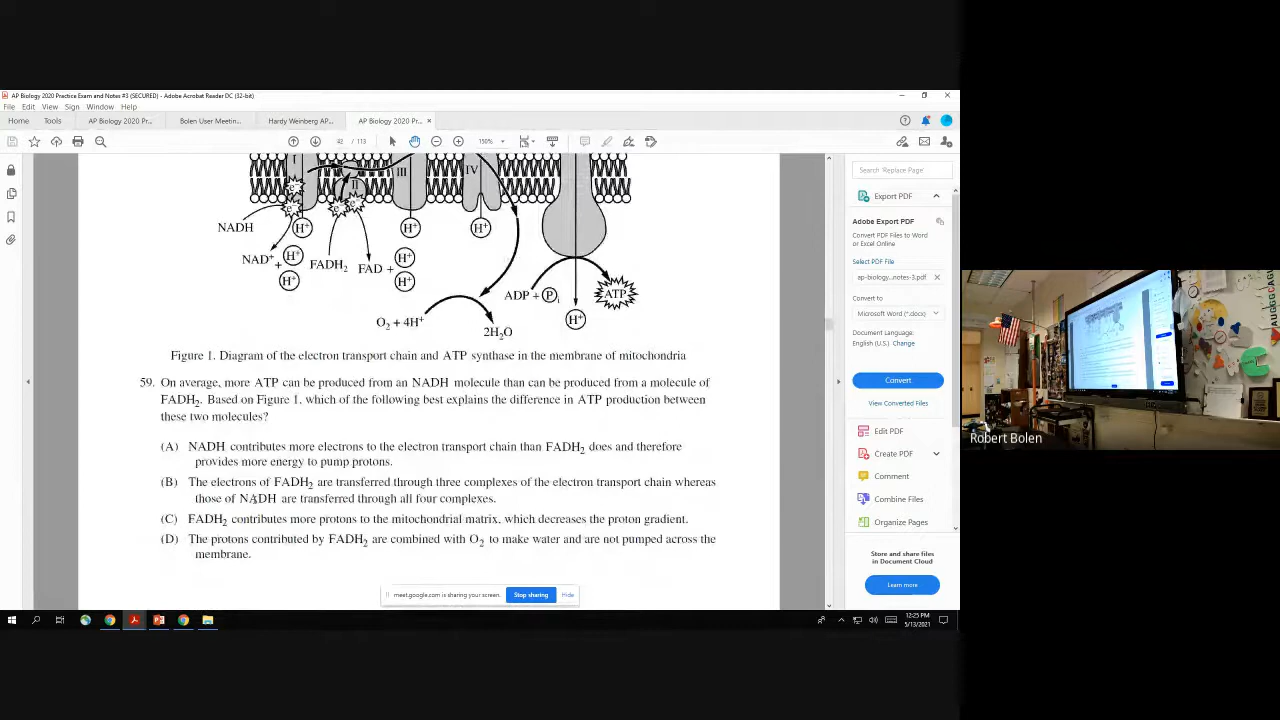 AP Biology 2020 Practice Exam and Notes #3 (SECURED) - Adobe Acrobat Reader DC (32-bit)
File Edit View Sign Window Help
Home Tools AP Biology 2020 Pr... Bolen User Meetin... Hardy Weinberg AP... AP Biology 2020 Pr... ×
/ 113 150%
I II III IV
e- e- e- e-
NADH H+ H+ H+
NAD+ + H+ H+ FADH2 FAD + H+ H+
ADP + Pi ATP
O2 + 4H+ 2H2O H+
Figure 1. Diagram of the electron transport chain and ATP synthase in the membrane of mitochondria
59. On average, more ATP can be produced from an NADH molecule than can be produced from a molecule of
FADH2. Based on Figure 1, which of the following best explains the difference in ATP production between
these two molecules?
(A) NADH contributes more electrons to the electron transport chain than FADH2 does and therefore
provides more energy to pump protons.
(B) The electrons of FADH2 are transferred through three complexes of the electron transport chain whereas
those of NADH are transferred through all four complexes.
(C) FADH2 contributes more protons to the mitochondrial matrix, which decreases the proton gradient.
(D) The protons contributed by FADH2 are combined with O2 to make water and are not pumped across the
membrane.
meet.google.com is sharing your screen. Stop sharing Hide
Search 'Replace Page'
Export PDF
Adobe Export PDF
Convert PDF Files to Word
or Excel Online
Select PDF File
ap-biology...notes-3.pdf ×
Convert to
Microsoft Word (*.docx)
Document Language:
English (U.S.) Change
Convert
View Converted Files
Edit PDF
Create PDF
Comment
Combine Files
Organize Pages
Store and share files
in Document Cloud
Learn more
12:25 PM
5/13/2021
Robert Bolen